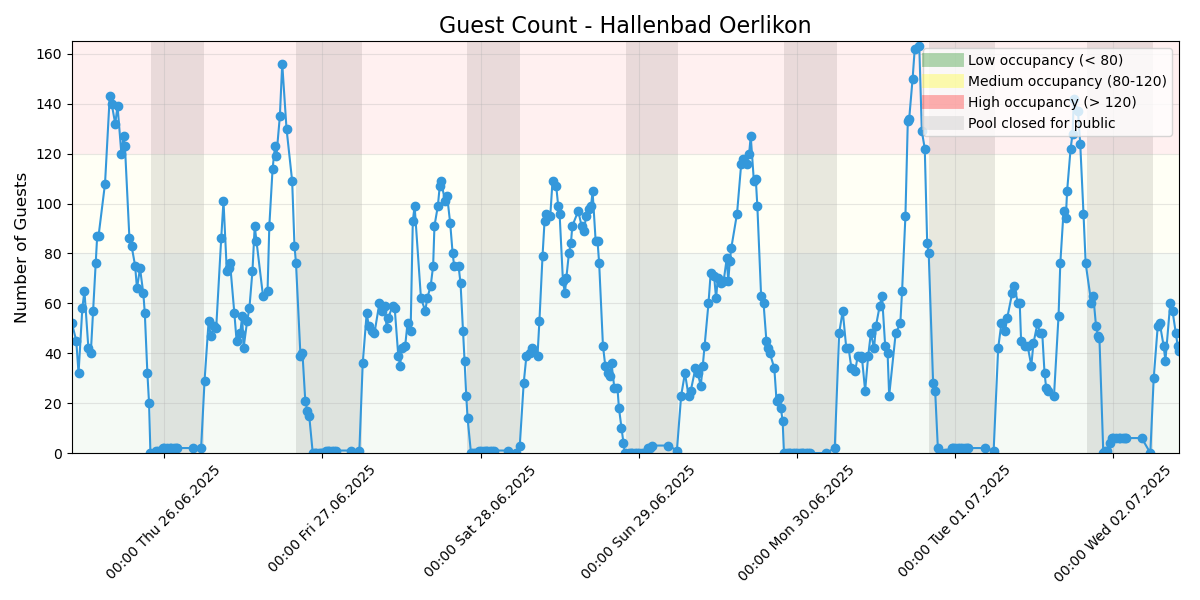 Guest Count - Hallenbad Oerlikon
Number of Guests
160
140
120
100
80
60
40
20
0
Low occupancy (< 80)
Medium occupancy (80-120)
High occupancy (> 120)
Pool closed for public
00:00 Thu 26.06.2025
00:00 Fri 27.06.2025
00:00 Sat 28.06.2025
00:00 Sun 29.06.2025
00:00 Mon 30.06.2025
00:00 Tue 01.07.2025
00:00 Wed 02.07.2025